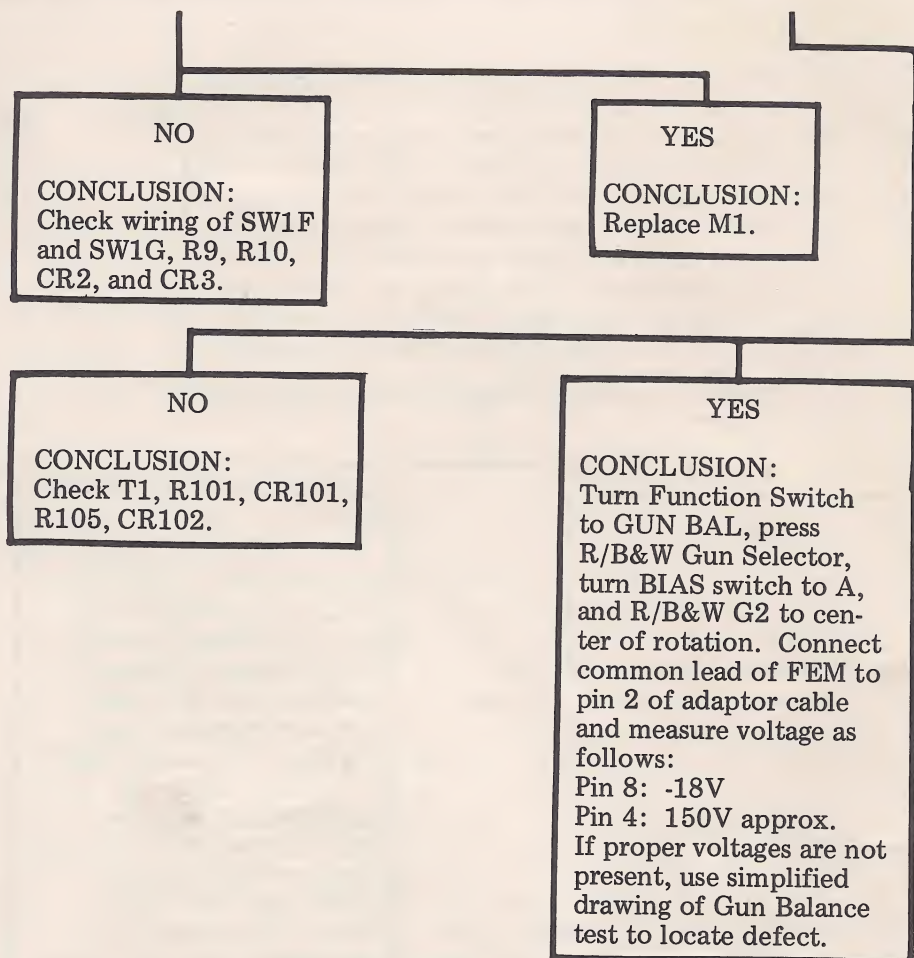 NO
CONCLUSION:
Check wiring of SW1F
and SW1G, R9, R10,
CR2, and CR3.
YES
CONCLUSION:
Replace M1.
NO
CONCLUSION:
Check T1, R101, CR101,
R105, CR102.
YES
CONCLUSION:
Turn Function Switch
to GUN BAL, press
R/B&W Gun Selector,
turn BIAS switch to A,
and R/B&W G2 to cen-
ter of rotation. Connect
common lead of FEM to
pin 2 of adaptor cable
and measure voltage as
follows:
Pin 8: -18V
Pin 4: 150V approx.
If proper voltages are not
present, use simplified
drawing of Gun Balance
test to locate defect.